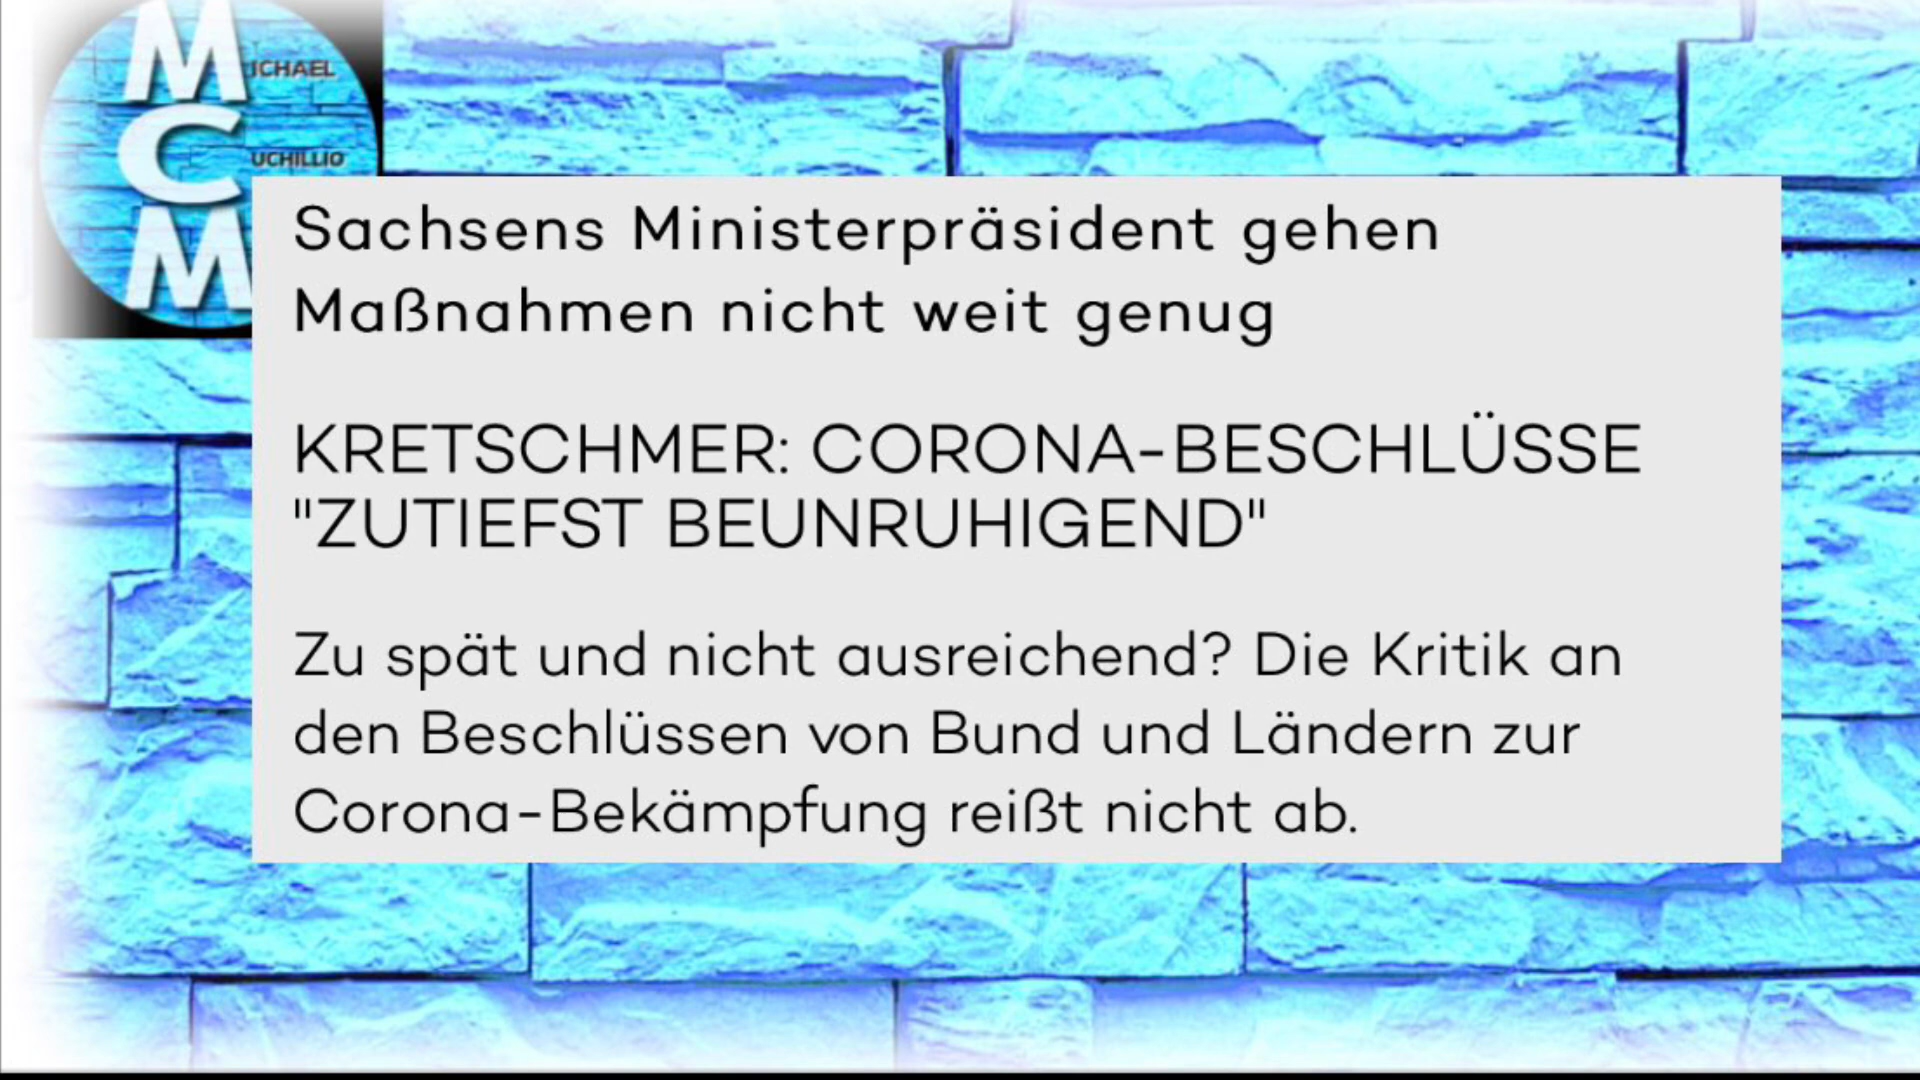 M
ICHAEL
C
UCHILLIO
M
Sachsens Ministerpräsident gehen
Maßnahmen nicht weit genug
KRETSCHMER: CORONA-BESCHLÜSSE
"ZUTIEFST BEUNRUHIGEND"
Zu spät und nicht ausreichend? Die Kritik an
den Beschlüssen von Bund und Ländern zur
Corona-Bekämpfung reißt nicht ab.